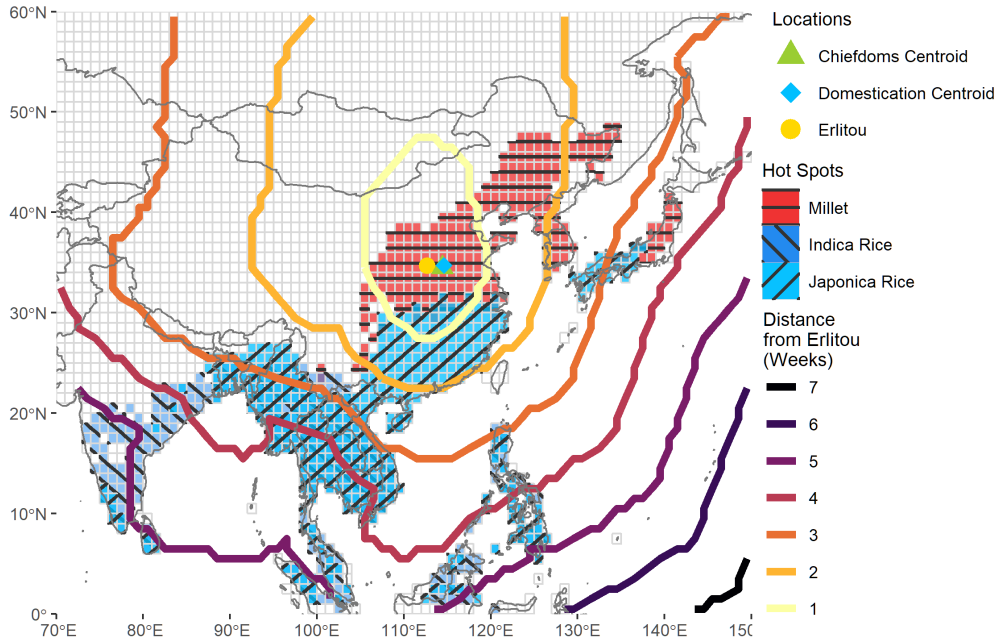 60°N
50°N
40°N
30°N
20°N
10°N
0°
70°E
80°E
90°E
100°E
110°E
120°E
130°E
140°E
150
Locations
Chiefdoms Centroid
Domestication Centroid
Erlitou
Hot Spots
Millet
Indica Rice
Japonica Rice
Distance
from Erlitou
(Weeks)
7
6
5
4
3
2
1